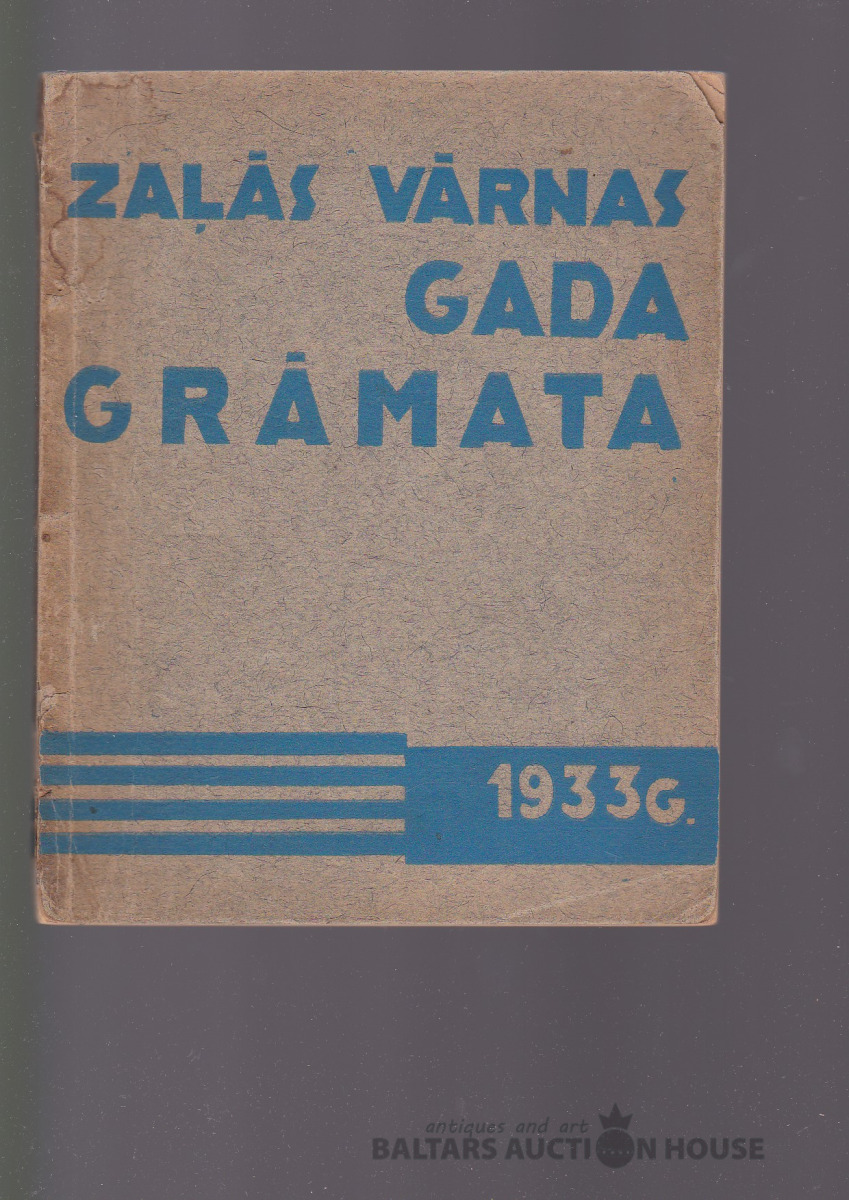 ZAĻĀS VĀRNAS
GADA
GRĀMATA
1933G.
antiques and art
BALTARS AUCTION HOUSE